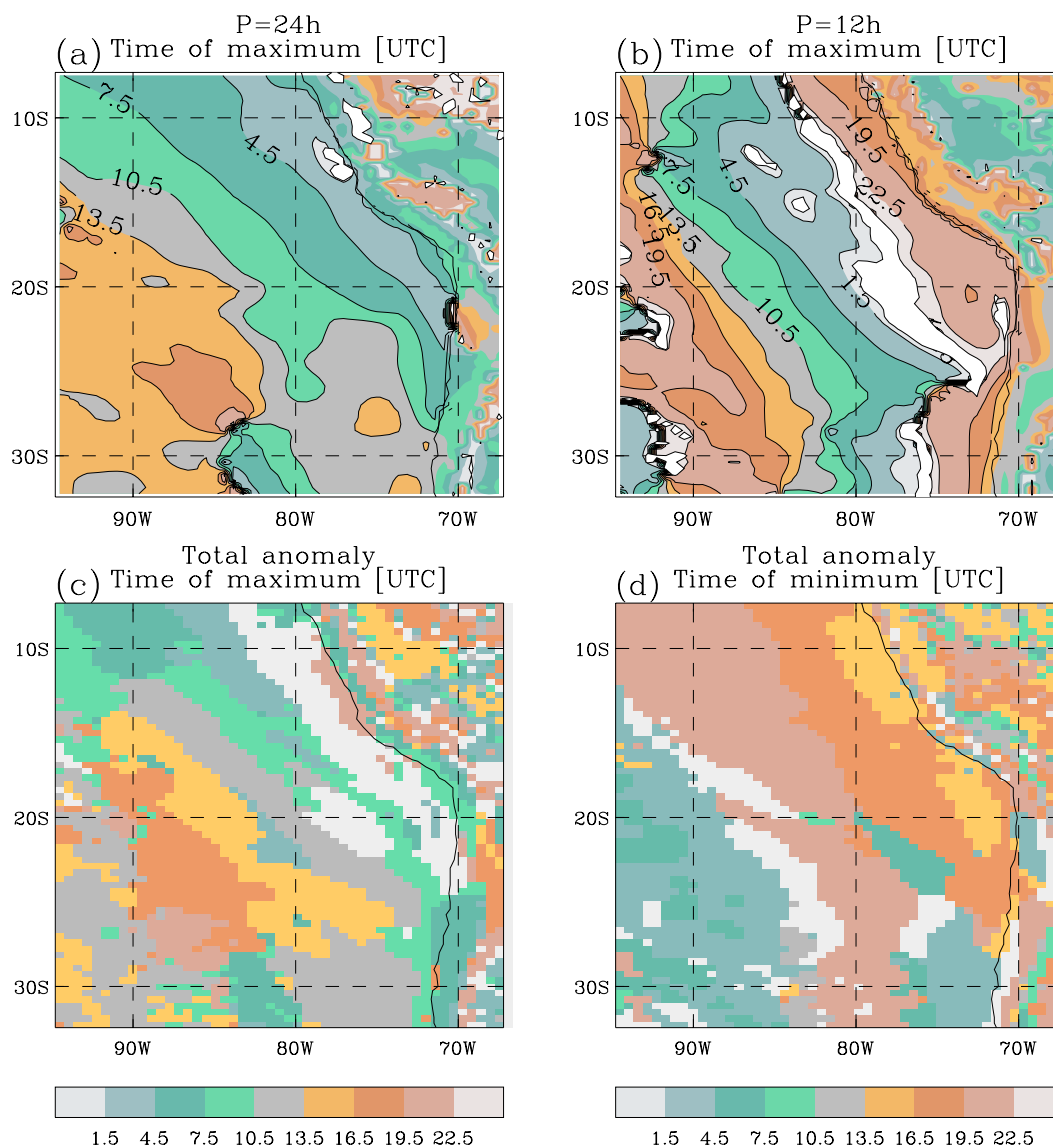 P=24h
(a) Time of maximum [UTC]
7.5
4.5
10.5
13.5
10S
20S
30S
90W 80W 70W
P=12h
(b) Time of maximum [UTC]
19.5
4.5
7.5
22.5
16.5
13.5
19.5
1.5
10.5
10S
20S
30S
90W 80W 70W
Total anomaly
(c) Time of maximum [UTC]
10S
20S
30S
90W 80W 70W
Total anomaly
(d) Time of minimum [UTC]
10S
20S
30S
90W 80W 70W
1.5 4.5 7.5 10.5 13.5 16.5 19.5 22.5
1.5 4.5 7.5 10.5 13.5 16.5 19.5 22.5